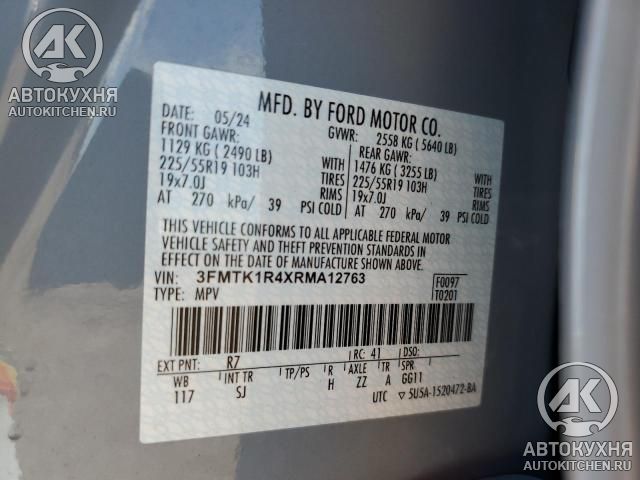 AK
АВТОКУХНЯ
AUTOKITCHEN.RU
MFD. BY FORD MOTOR CO.
DATE: 05/24 GVWR: 2558 KG ( 5640 LB)
FRONT GAWR: REAR GAWR:
1129 KG ( 2490 LB) WITH 1476 KG ( 3255 LB) WITH
225/55R19 103H TIRES 225/55R19 103H TIRES
19x7.0J RIMS 19x7.0J RIMS
AT 270 kPa/ 39 PSI COLD AT 270 kPa/ 39 PSI COLD
THIS VEHICLE CONFORMS TO ALL APPLICABLE FEDERAL MOTOR
VEHICLE SAFETY AND THEFT PREVENTION STANDARDS IN EFFECT ON
THE DATE OF MANUFACTURE SHOWN ABOVE.
VIN: 3FMTK1R4XRMA12763 F0097
TYPE: MPV T0201
EXT PNT: R7 RC: 41 DSO:
WB INT TR TP/PS R AXLE TR SPR
117 SJ H ZZ A GG11
UTC ▽ 5U5A-1520472-BA
AK
АВТОКУХНЯ
AUTOKITCHEN.RU